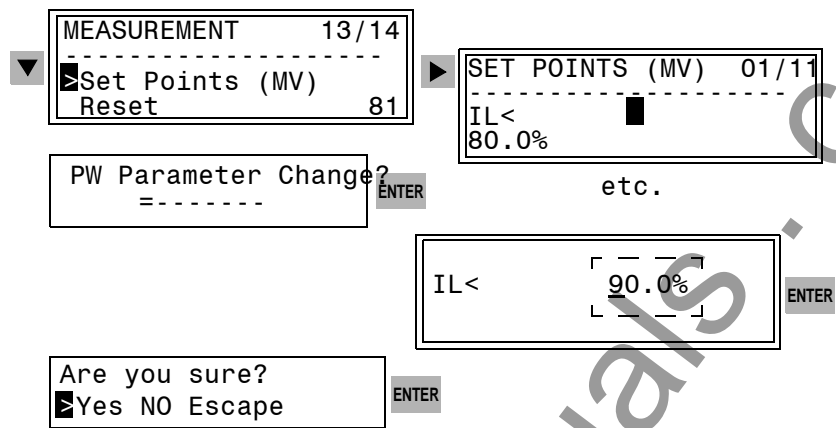 MEASUREMENT 13/14
---------------------
>Set Points (MV)
Reset 81
SET POINTS (MV) 01/11
---------------------
IL<
80.0%
etc.
PW Parameter Change?
=-------
ENTER
IL< 90.0%
ENTER
Are you sure?
>Yes NO Escape
ENTER